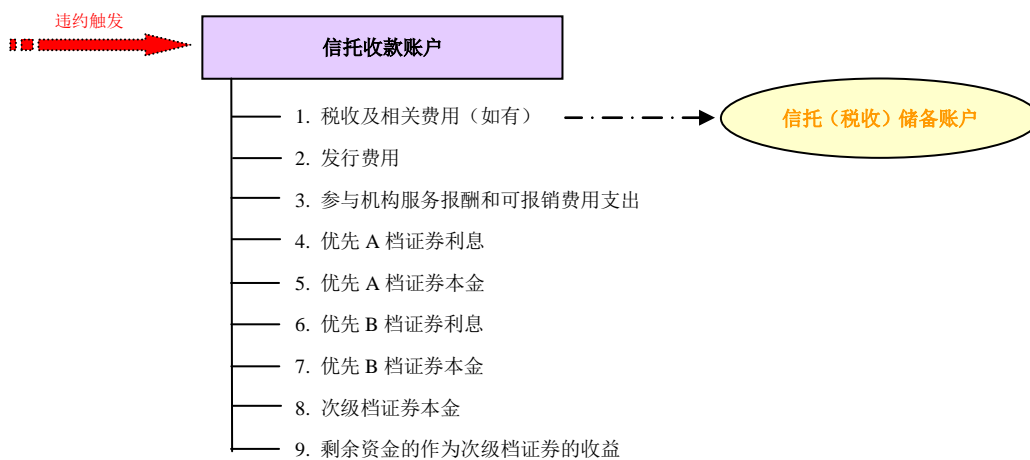 违约触发
信托收款账户
1. 税收及相关费用（如有）
信托（税收）储备账户
2. 发行费用
3. 参与机构服务报酬和可报销费用支出
4. 优先 A 档证券利息
5. 优先 A 档证券本金
6. 优先 B 档证券利息
7. 优先 B 档证券本金
8. 次级档证券本金
9. 剩余资金的作为次级档证券的收益